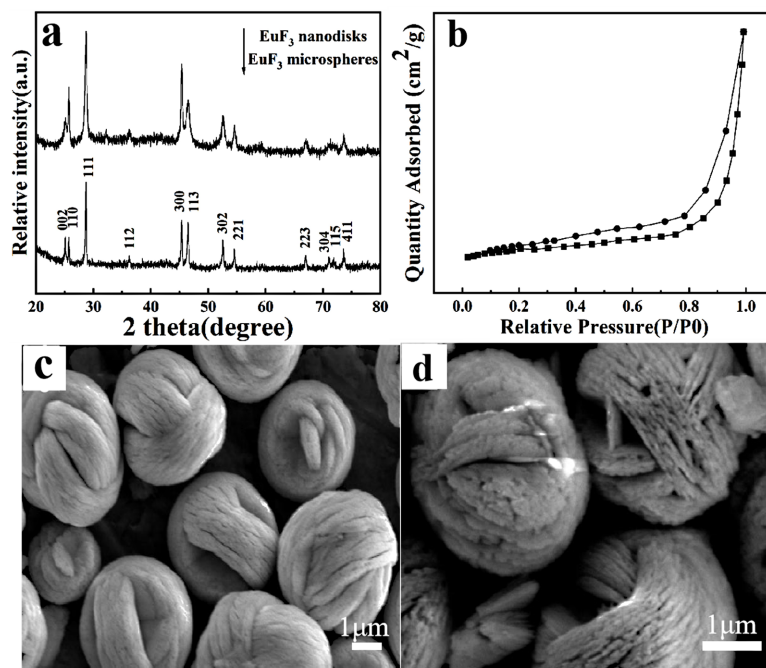 a
EuF3 nanodisks
EuF3 microspheres
Relative intensity(a.u.)
002
110
111
112
300
113
302
221
223
304
115
411
20 30 40 50 60 70 80
2 theta(degree)
b
Quantity Adsorbed (cm2/g)
0.0 0.2 0.4 0.6 0.8 1.0
Relative Pressure(P/P0)
c
1μm
d
1μm